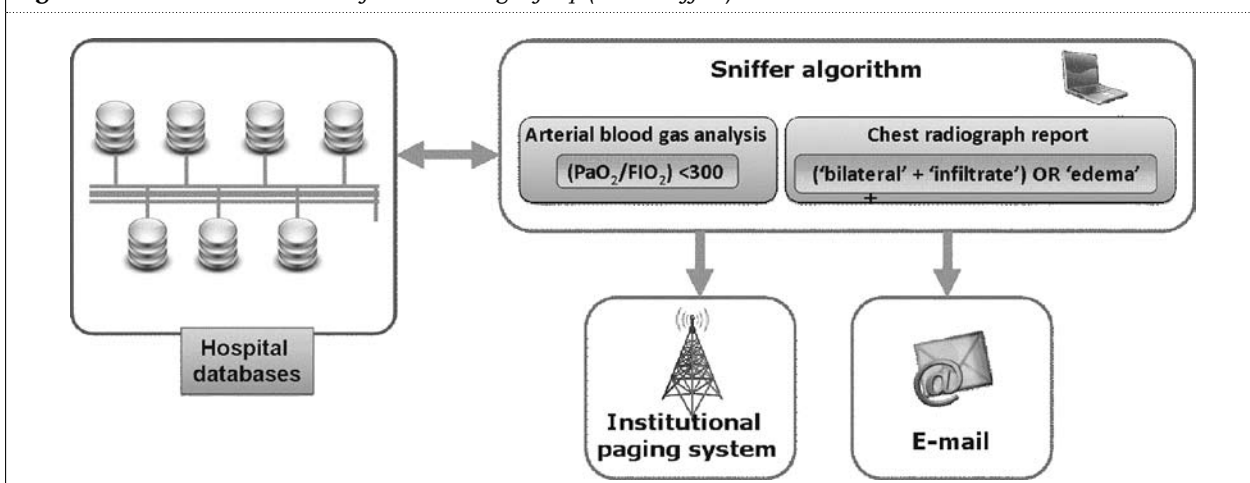 Sniffer algorithm
Arterial blood gas analysis
(PaO₂/FIO₂) <300
Chest radiograph report
('bilateral' + 'infiltrate') OR 'edema'
+
Hospital
databases
Institutional
paging system
@
E-mail